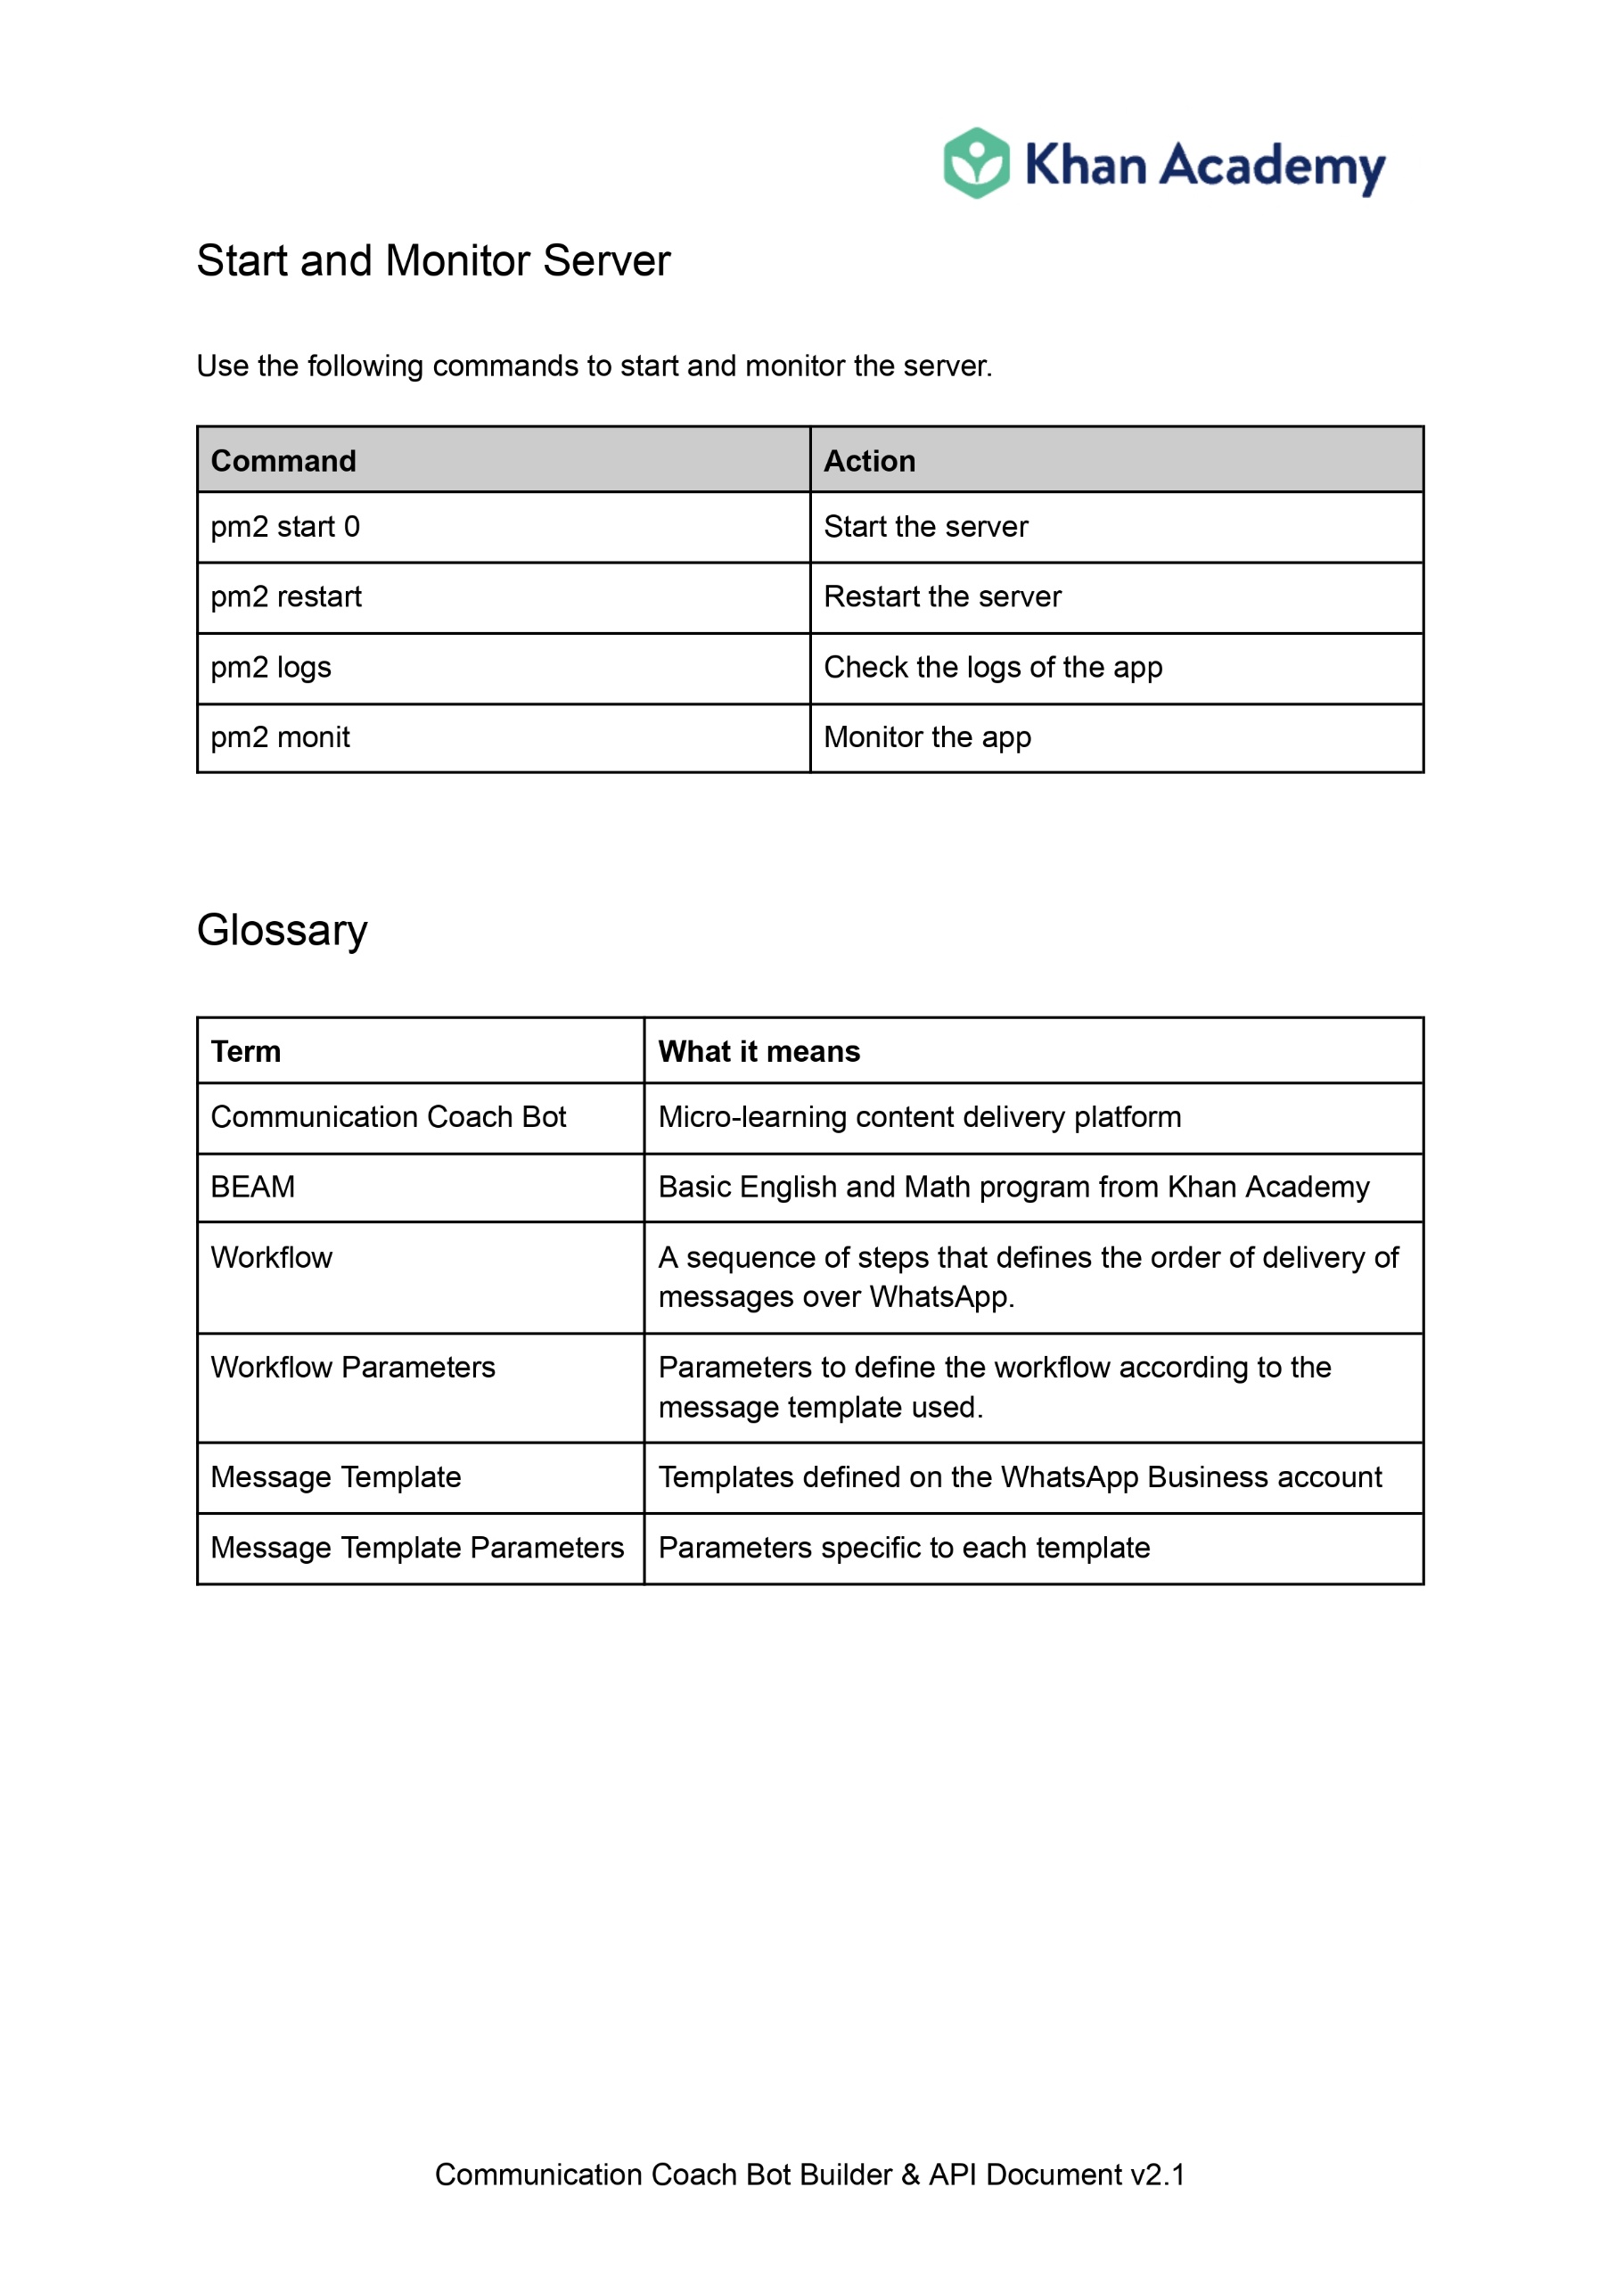 Khan Academy
Start and Monitor Server
Use the following commands to start and monitor the server.
Command Action
pm2 start 0 Start the server
pm2 restart Restart the server
pm2 logs Check the logs of the app
pm2 monit Monitor the app
Glossary
Term What it means
Communication Coach Bot Micro-learning content delivery platform
BEAM Basic English and Math program from Khan Academy
Workflow A sequence of steps that defines the order of delivery of
messages over WhatsApp.
Workflow Parameters Parameters to define the workflow according to the
message template used.
Message Template Templates defined on the WhatsApp Business account
Message Template Parameters Parameters specific to each template
Communication Coach Bot Builder & API Document v2.1